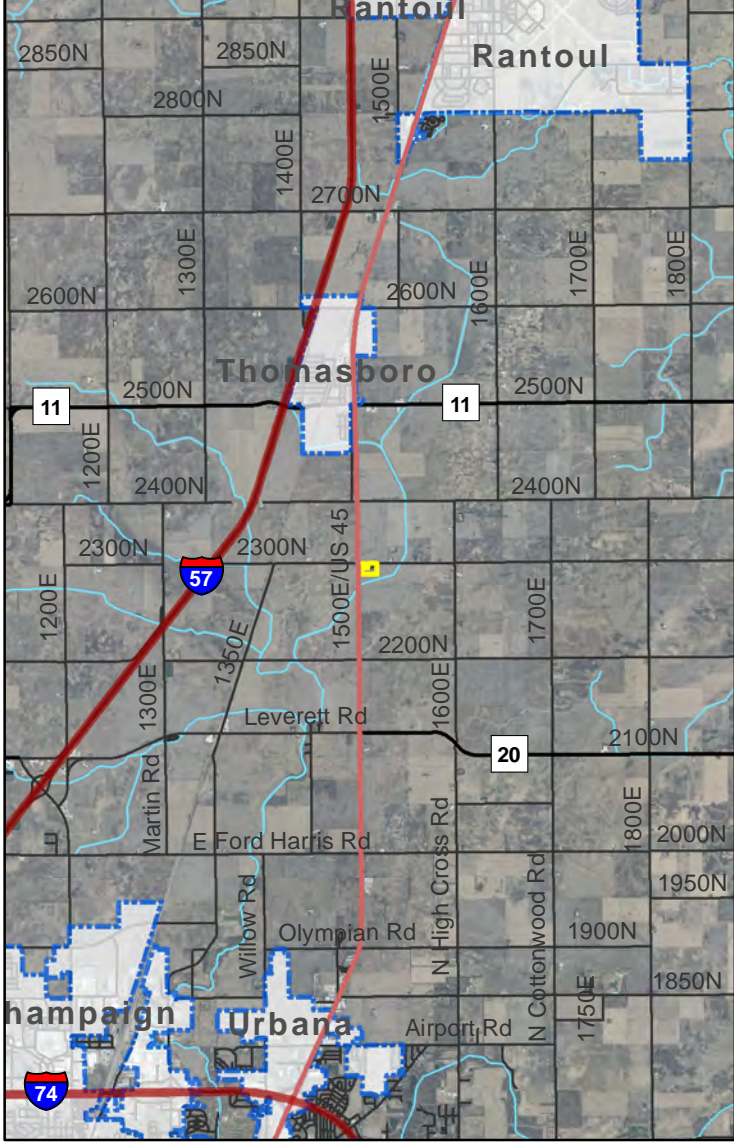 Rantoul
Rantoul
2850N
2850N
1500E
2800N
1400E
2700N
1300E
1600E
1700E
1800E
2600N
2600N
Thomasboro
2500N
2500N
11
11
1200E
2400N
2400N
1500E/US 45
2300N
2300N
57
1200E
1700E
1350E
2200N
1300E
1600E
Leverett Rd
2100N
20
Martin Rd
1800E
E Ford Harris Rd
2000N
N High Cross Rd
N Cottonwood Rd
1950N
Willow Rd
Olympian Rd
1900N
1850N
1750E
hampaign
Urbana
Airport Rd
74